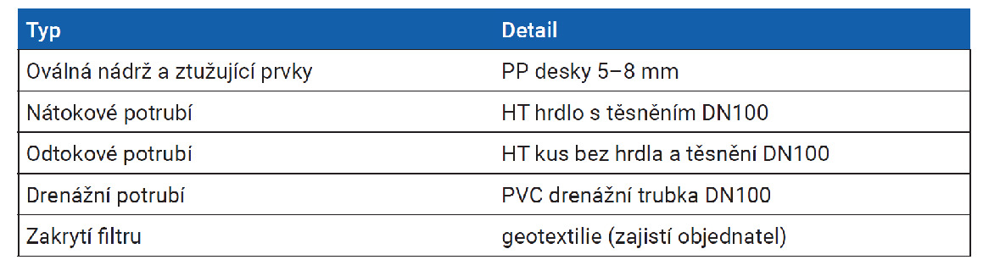 Typ Detail
Oválná nádrž a ztužující prvky PP desky 5–8 mm
Nátokové potrubí HT hrdlo s těsněním DN100
Odtokové potrubí HT kus bez hrdla a těsnění DN100
Drenážní potrubí PVC drenážní trubka DN100
Zakrytí filtru geotextilie (zajistí objednatel)